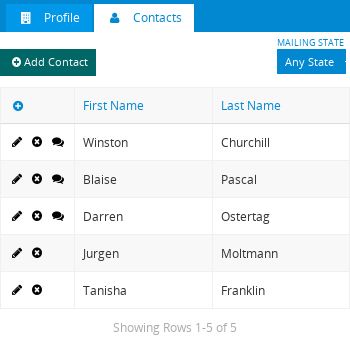 Profile Contacts
MAILING STATE
Add Contact Any State
First Name Last Name
Winston Churchill
Blaise Pascal
Darren Ostertag
Jurgen Moltmann
Tanisha Franklin
Showing Rows 1-5 of 5